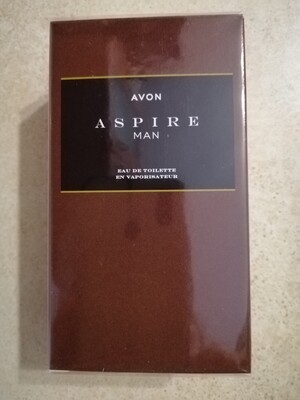 AVON
ASPIRE
MAN
EAU DE TOILETTE
EN VAPORISATEUR